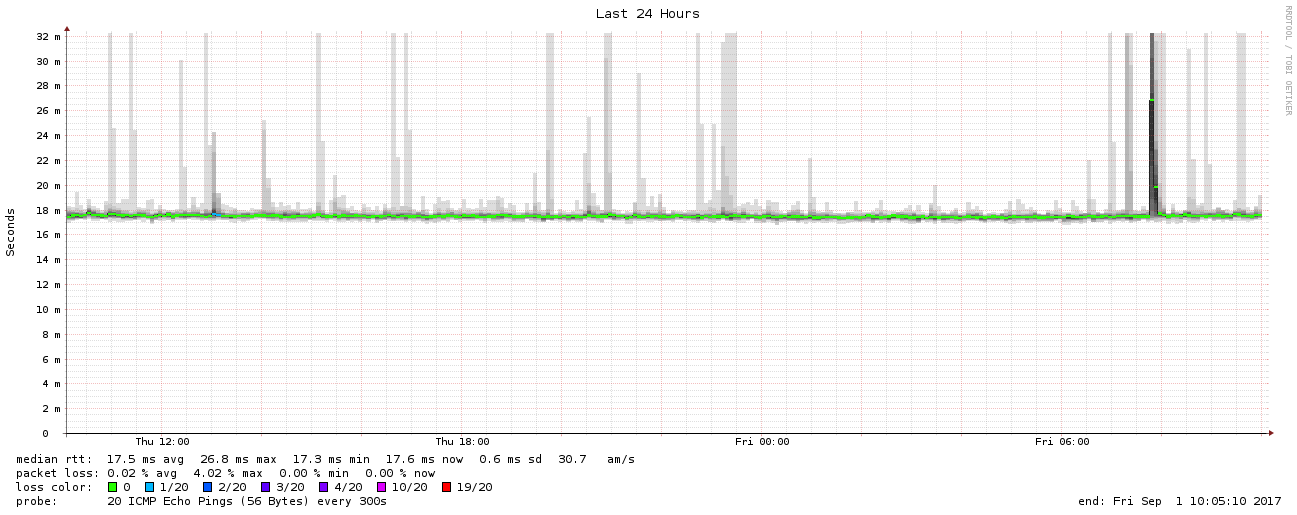 Last 24 Hours
RRDTOOL / TOBI OETIKER
Seconds
32 m
30 m
28 m
26 m
24 m
22 m
20 m
18 m
16 m
14 m
12 m
10 m
8 m
6 m
4 m
2 m
0
Thu 12:00 Thu 18:00 Fri 00:00 Fri 06:00
median rtt: 17.5 ms avg 26.8 ms max 17.3 ms min 17.6 ms now 0.6 ms sd 30.7 am/s
packet loss: 0.02 % avg 4.02 % max 0.00 % min 0.00 % now
loss color: 0 1/20 2/20 3/20 4/20 10/20 19/20
probe: 20 ICMP Echo Pings (56 Bytes) every 300s end: Fri Sep 1 10:05:10 2017